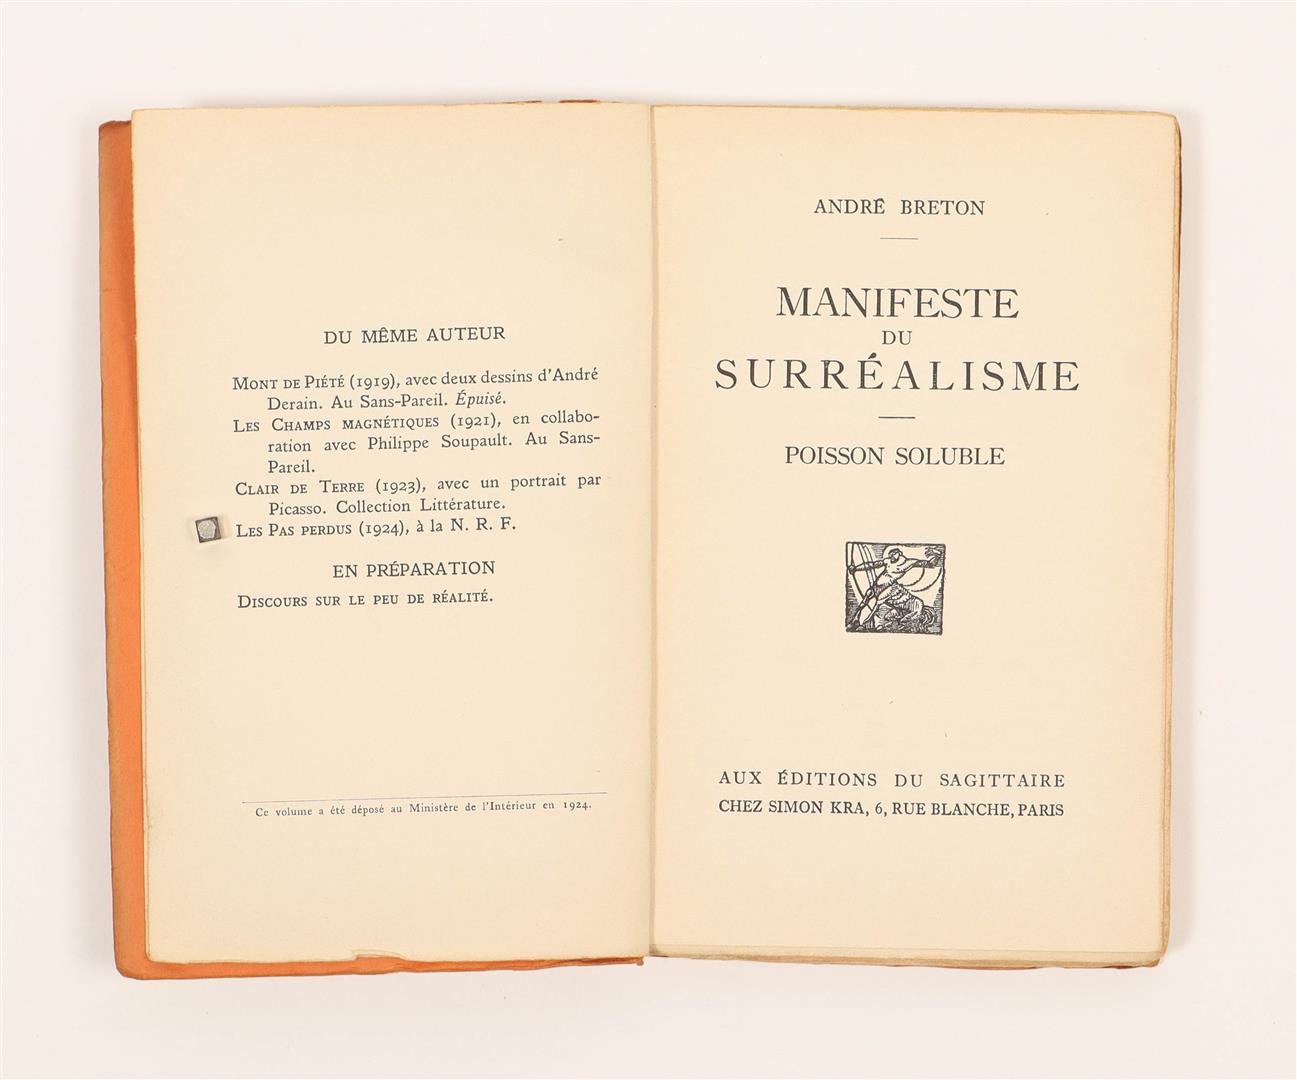 DU MÊME AUTEUR
MONT DE PIÉTÉ (1919), avec deux dessins d'André
Derain. Au Sans-Pareil. Épuisé.
LES CHAMPS MAGNÉTIQUES (1921), en collabo-
ration avec Philippe Soupault. Au Sans-
Pareil.
CLAIR DE TERRE (1923), avec un portrait par
Picasso. Collection Littérature.
LES PAS PERDUS (1924), à la N. R. F.
EN PRÉPARATION
DISCOURS SUR LE PEU DE RÉALITÉ.
Ce volume a été déposé au Ministère de l'Intérieur en 1924.
ANDRÉ BRETON
MANIFESTE
DU
SURRÉALISME
POISSON SOLUBLE
AUX ÉDITIONS DU SAGITTAIRE
CHEZ SIMON KRA, 6, RUE BLANCHE, PARIS